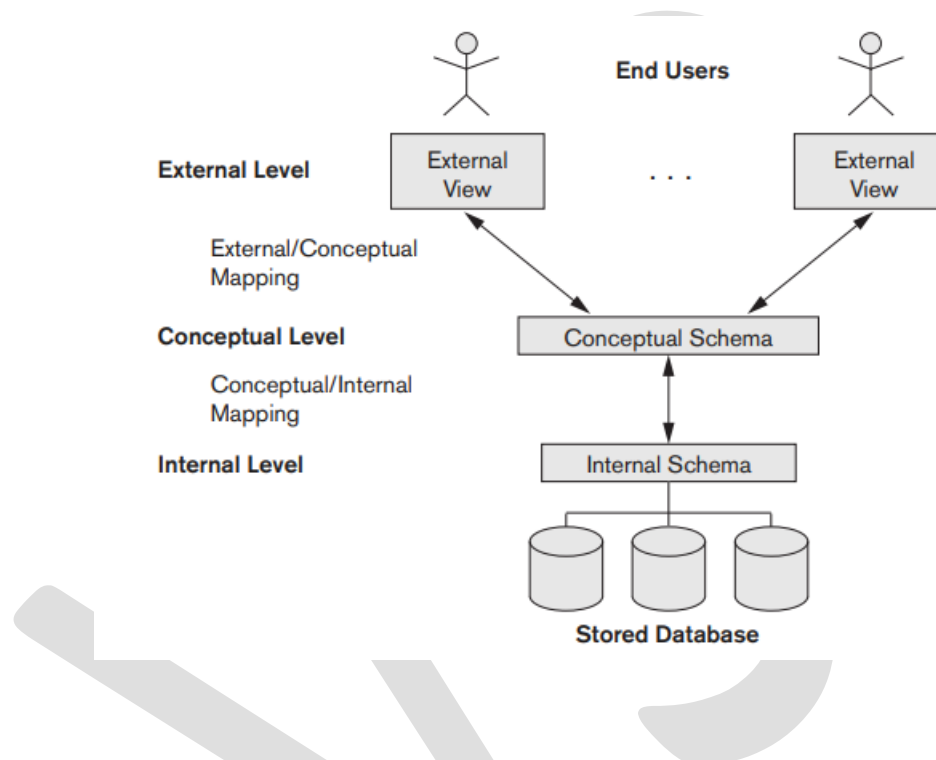 End Users
External Level
External
View
. . .
External
View
External/Conceptual
Mapping
Conceptual Level
Conceptual Schema
Conceptual/Internal
Mapping
Internal Level
Internal Schema
Stored Database